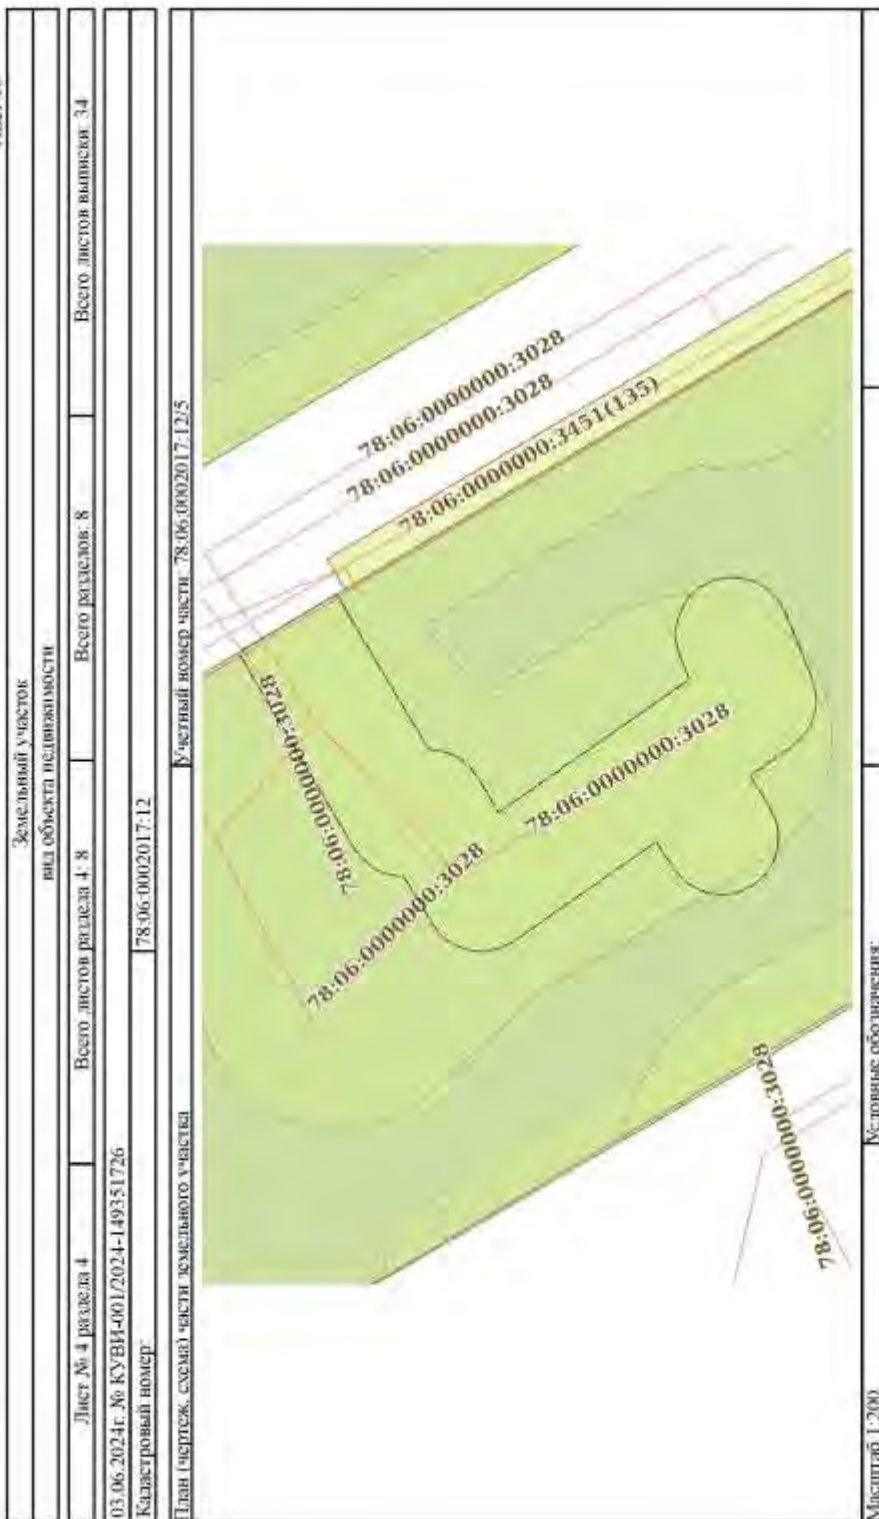 Земельный участок
вид объекта недвижимости
Лист № 4 раздела 4 Всего листов раздела 4: 8 Всего разделов: 8 Всего листов выписки: 34
03.06.2024г. № КУВИ-001/2024-149351726
Кадастровый номер: 78:06:0002017:12
План (чертеж, схема) части земельного участка Учетный номер части: 78:06:0002017:12/5
78:06:0000000:3028
78:06:0000000:3028
78:06:0000000:3451(135)
78:06:0000000:3028
78:06:0000000:3028
78:06:0000000:3028
78:06:0000000:3028
Масштаб 1:200 Условные обозначения: